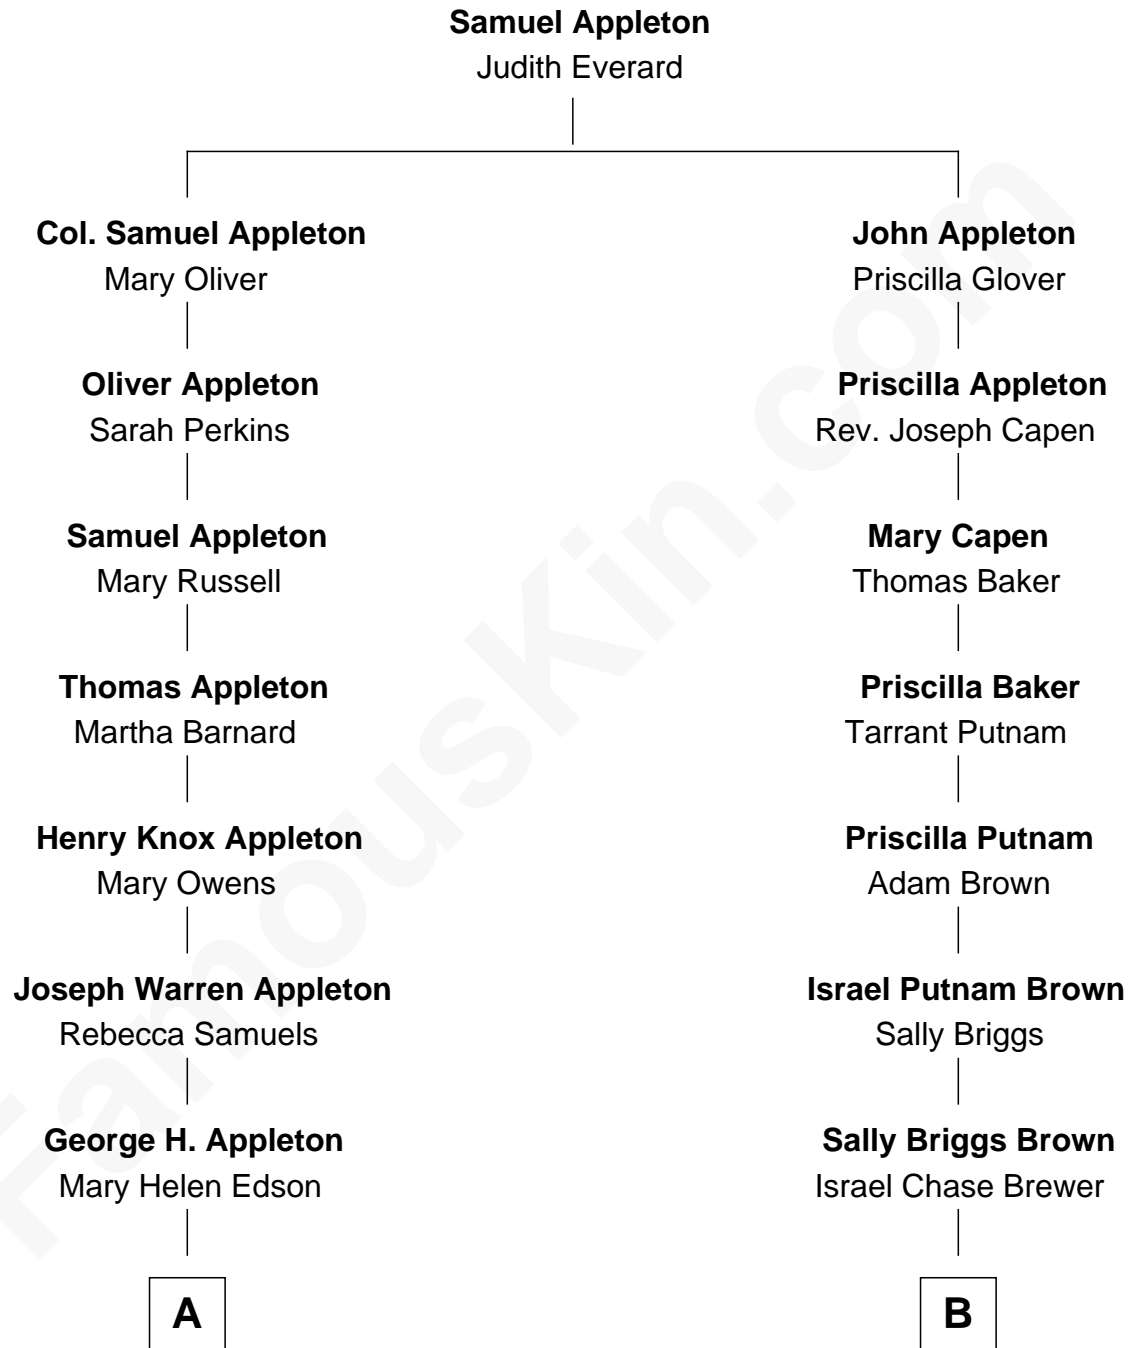 Samuel Appleton
Judith Everard
Col. Samuel Appleton
Mary Oliver
Oliver Appleton
Sarah Perkins
Samuel Appleton
Mary Russell
Thomas Appleton
Martha Barnard
Henry Knox Appleton
Mary Owens
Joseph Warren Appleton
Rebecca Samuels
George H. Appleton
Mary Helen Edson
A
John Appleton
Priscilla Glover
Priscilla Appleton
Rev. Joseph Capen
Mary Capen
Thomas Baker
Priscilla Baker
Tarrant Putnam
Priscilla Putnam
Adam Brown
Israel Putnam Brown
Sally Briggs
Sally Briggs Brown
Israel Chase Brewer
B
FamousKin.com